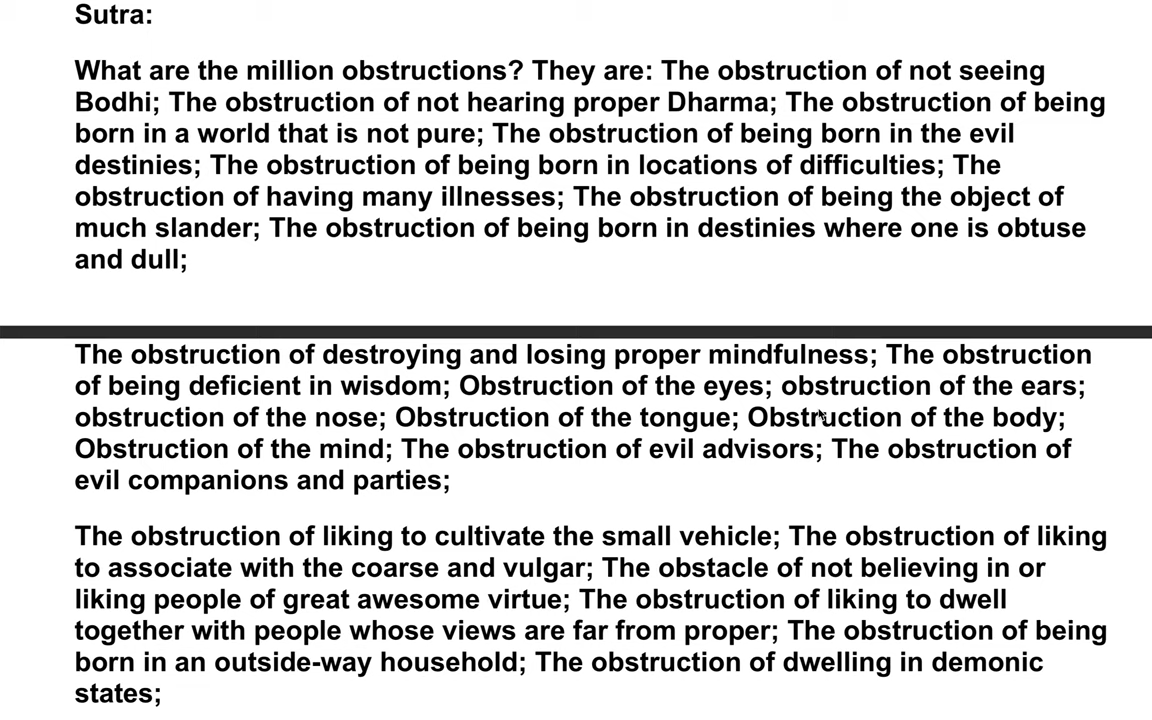 Sutra:
What are the million obstructions? They are: The obstruction of not seeing
Bodhi; The obstruction of not hearing proper Dharma; The obstruction of being
born in a world that is not pure; The obstruction of being born in the evil
destinies; The obstruction of being born in locations of difficulties; The
obstruction of having many illnesses; The obstruction of being the object of
much slander; The obstruction of being born in destinies where one is obtuse
and dull;
The obstruction of destroying and losing proper mindfulness; The obstruction
of being deficient in wisdom; Obstruction of the eyes; obstruction of the ears;
obstruction of the nose; Obstruction of the tongue; Obstruction of the body;
Obstruction of the mind; The obstruction of evil advisors; The obstruction of
evil companions and parties;
The obstruction of liking to cultivate the small vehicle; The obstruction of liking
to associate with the coarse and vulgar; The obstacle of not believing in or
liking people of great awesome virtue; The obstruction of liking to dwell
together with people whose views are far from proper; The obstruction of being
born in an outside-way household; The obstruction of dwelling in demonic
states;